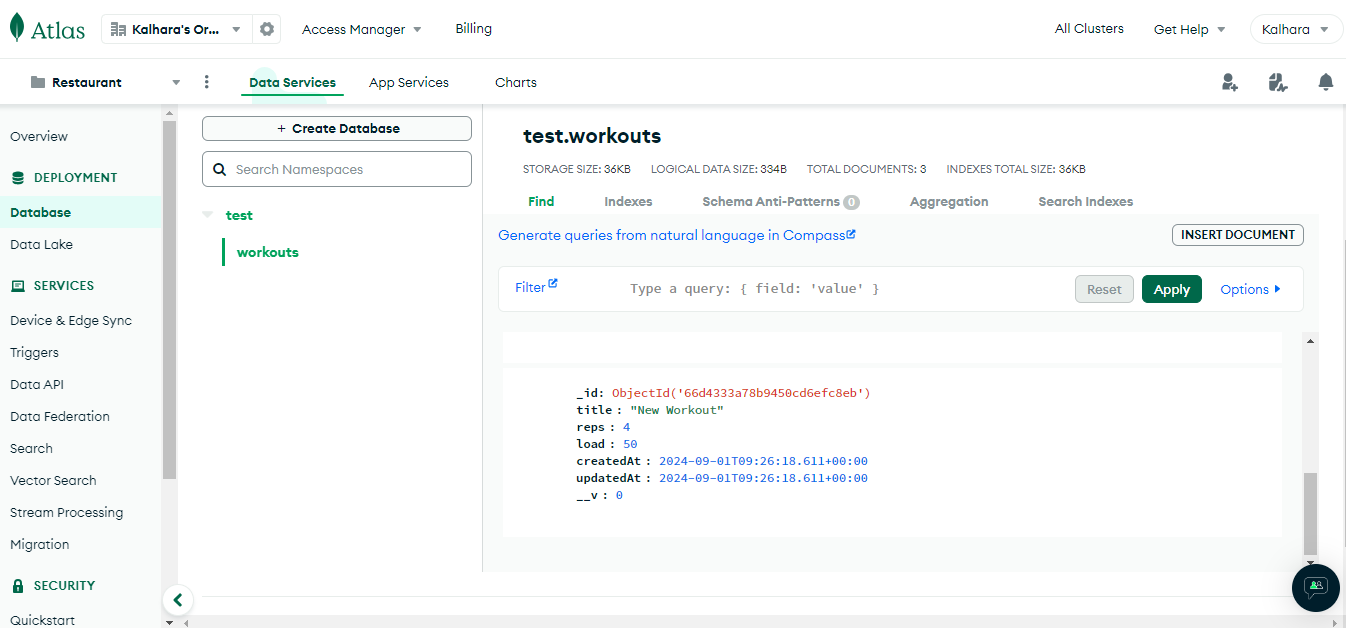 Atlas
Kalhara's Or...
Access Manager
Billing
All Clusters
Get Help
Kalhara
Restaurant
Data Services
App Services
Charts
Overview
DEPLOYMENT
Database
Data Lake
SERVICES
Device & Edge Sync
Triggers
Data API
Data Federation
Search
Vector Search
Stream Processing
Migration
SECURITY
Quickstart
+ Create Database
Search Namespaces
test
workouts
test.workouts
STORAGE SIZE: 36KB LOGICAL DATA SIZE: 334B TOTAL DOCUMENTS: 3 INDEXES TOTAL SIZE: 36KB
Find Indexes Schema Anti-Patterns 0 Aggregation Search Indexes
Generate queries from natural language in Compass
INSERT DOCUMENT
Filter
Type a query: { field: 'value' }
Reset
Apply
Options
_id: ObjectId('66d4333a78b9450cd6efc8eb')
title : "New Workout"
reps : 4
load : 50
createdAt : 2024-09-01T09:26:18.611+00:00
updatedAt : 2024-09-01T09:26:18.611+00:00
__v : 0